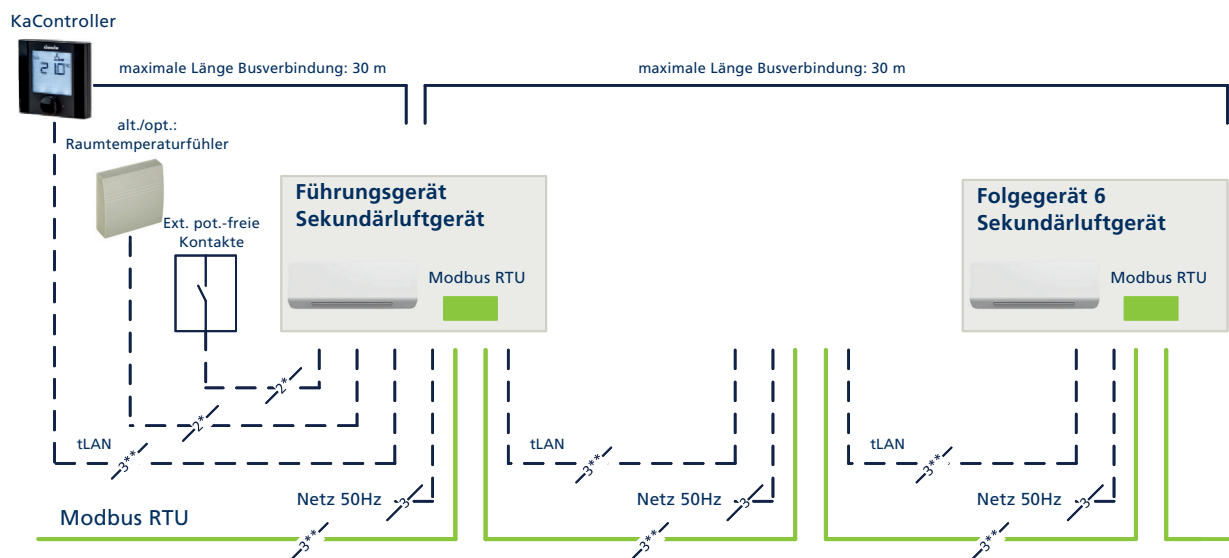 KaController
maximale Länge Busverbindung: 30 m
maximale Länge Busverbindung: 30 m
21.0
alt./opt.:
Raumtemperaturfühler
Ext. pot.-freie
Kontakte
Führungsgerät
Sekundärluftgerät
Modbus RTU
Folgegerät 6
Sekundärluftgerät
Modbus RTU
2*
2*
tLAN
3**
tLAN
3**
tLAN
3**
Netz 50Hz
3
Netz 50Hz
3
Netz 50Hz
3
Modbus RTU
3**
3**
3**